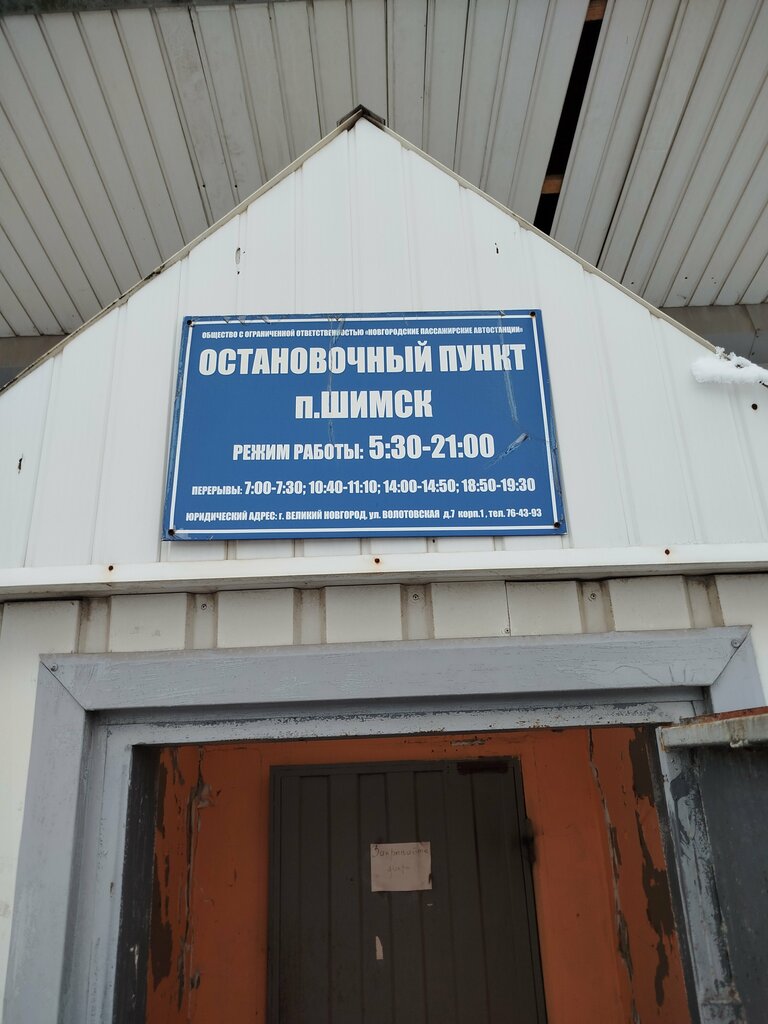 ОБЩЕСТВО С ОГРАНИЧЕННОЙ ОТВЕТСТВЕННОСТЬЮ «НОВГОРОДСКИЕ ПАССАЖИРСКИЕ АВТОСТАНЦИИ»
ОСТАНОВОЧНЫЙ ПУНКТ
п.ШИМСК
РЕЖИМ РАБОТЫ: 5:30-21:00
ПЕРЕРЫВЫ: 7:00-7:30; 10:40-11:10; 14:00-14:50; 18:50-19:30
ЮРИДИЧЕСКИЙ АДРЕС: г. ВЕЛИКИЙ НОВГОРОД, ул. ВОЛОТОВСКАЯ д.7 корп.1 , тел. 76-43-93
Закрывайте